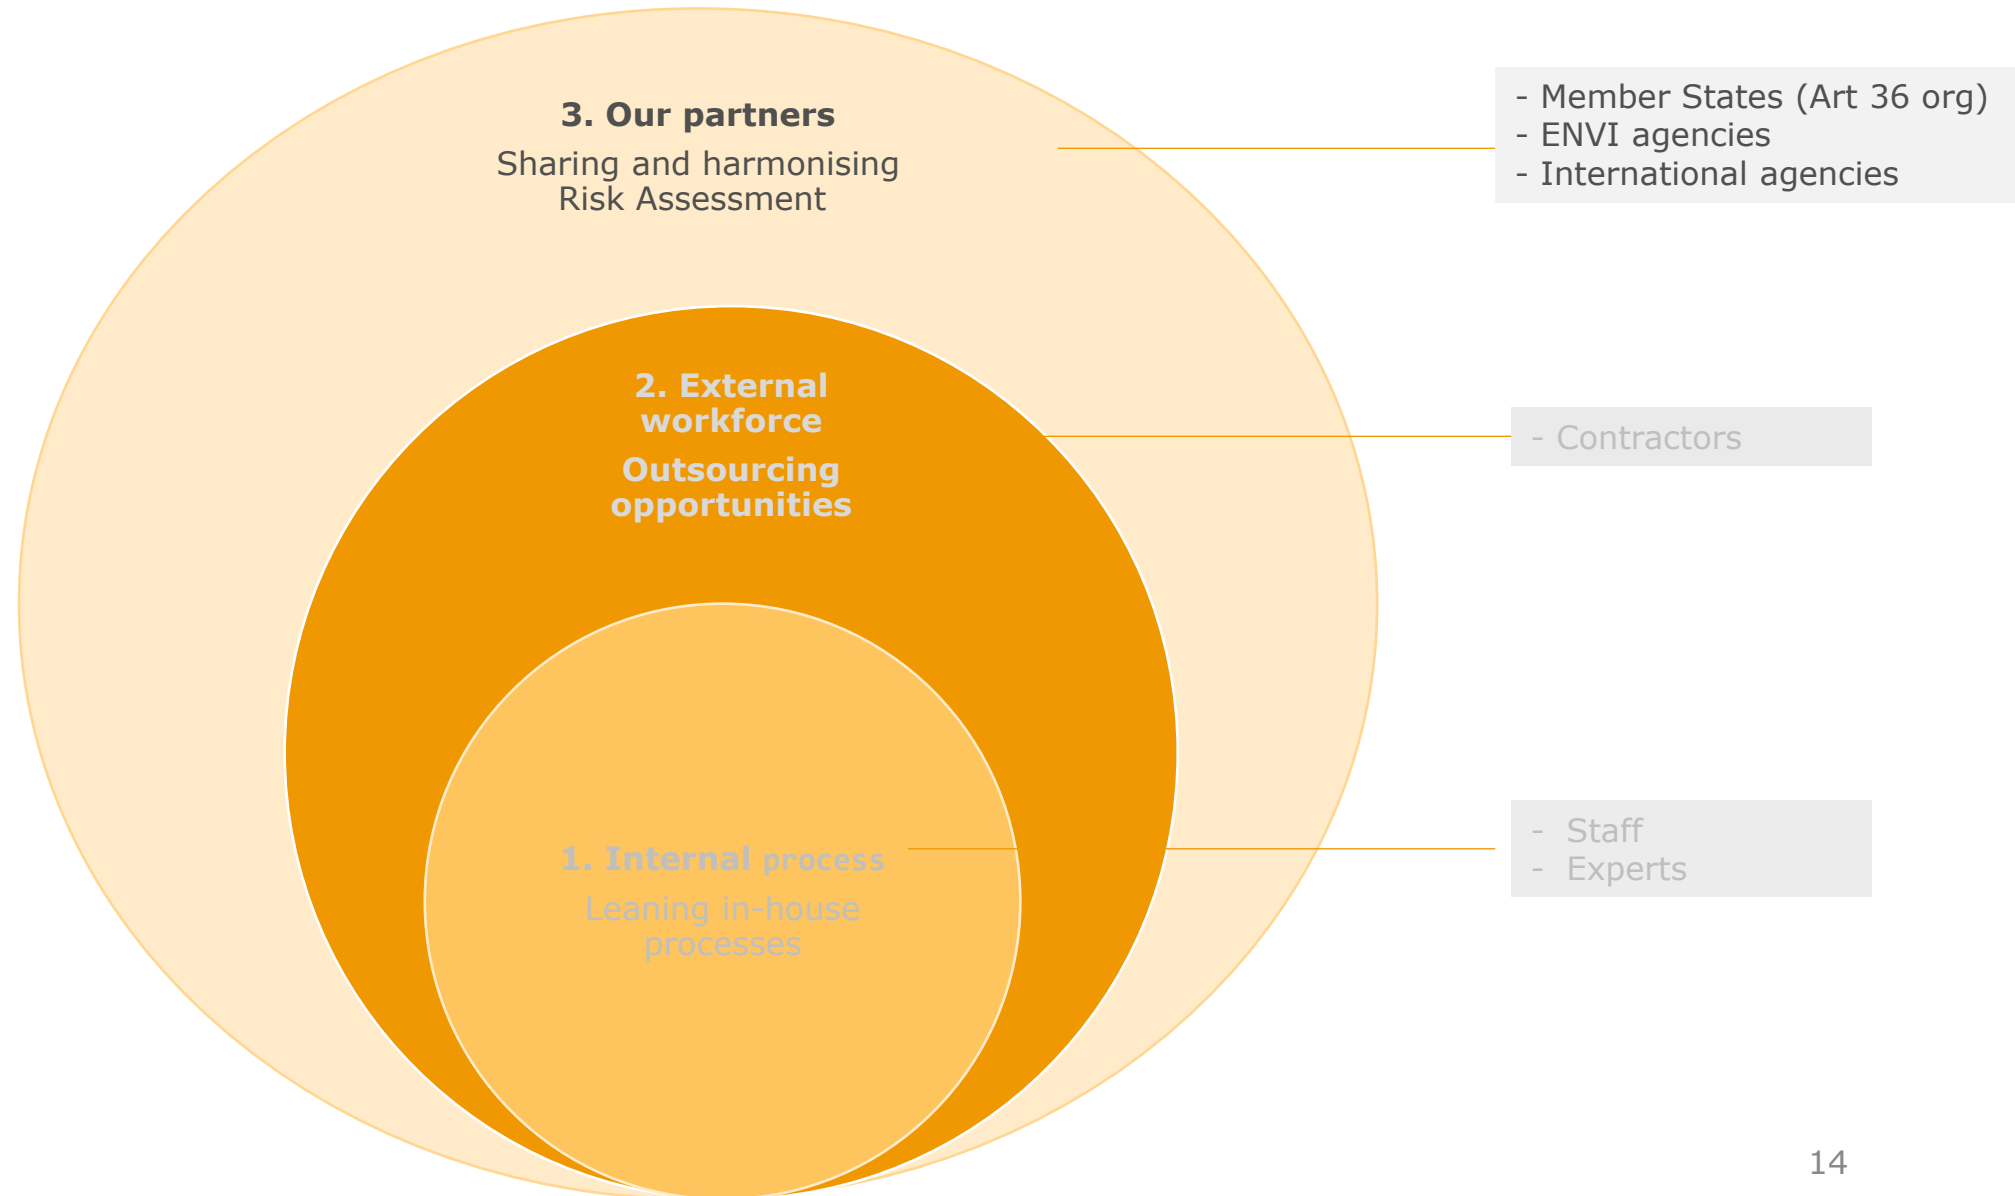 3. Our partners
Sharing and harmonising
Risk Assessment
- Member States (Art 36 org)
- ENVI agencies
- International agencies
2. External
workforce
Outsourcing
opportunities
- Contractors
1. Internal process
Leaning in-house
processes
- Staff
- Experts
14